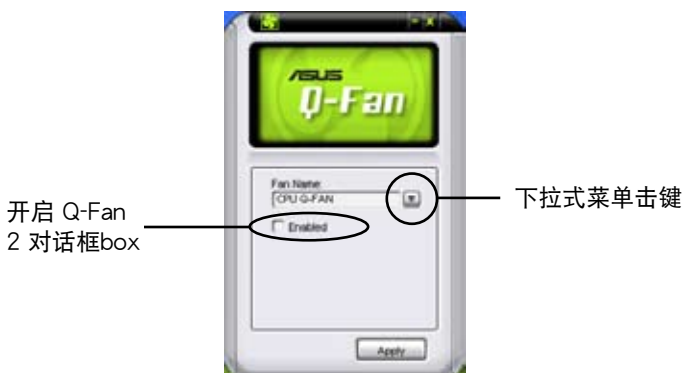 ASUS
Q-Fan
Fan Name:
CPU Q-FAN
Enabled
Apply
开启 Q-Fan
2 对话框box
下拉式菜单击键